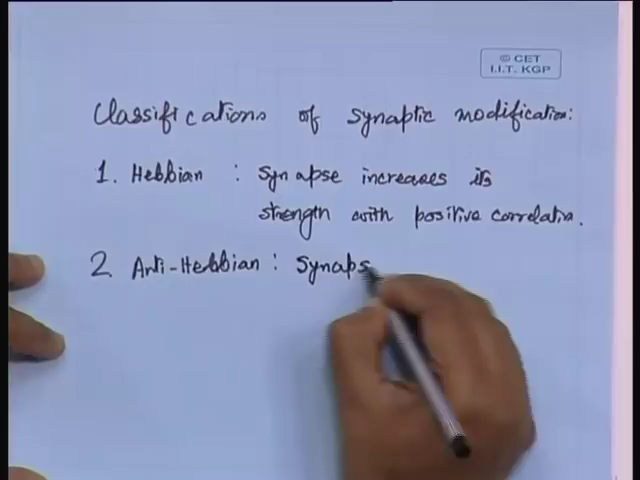 © CET
I.I.T. KGP
Classifications of synaptic modification:
1. Hebbian : Synapse increases its
strength with positive correlation.
2 Anti-Hebbian : Synaps